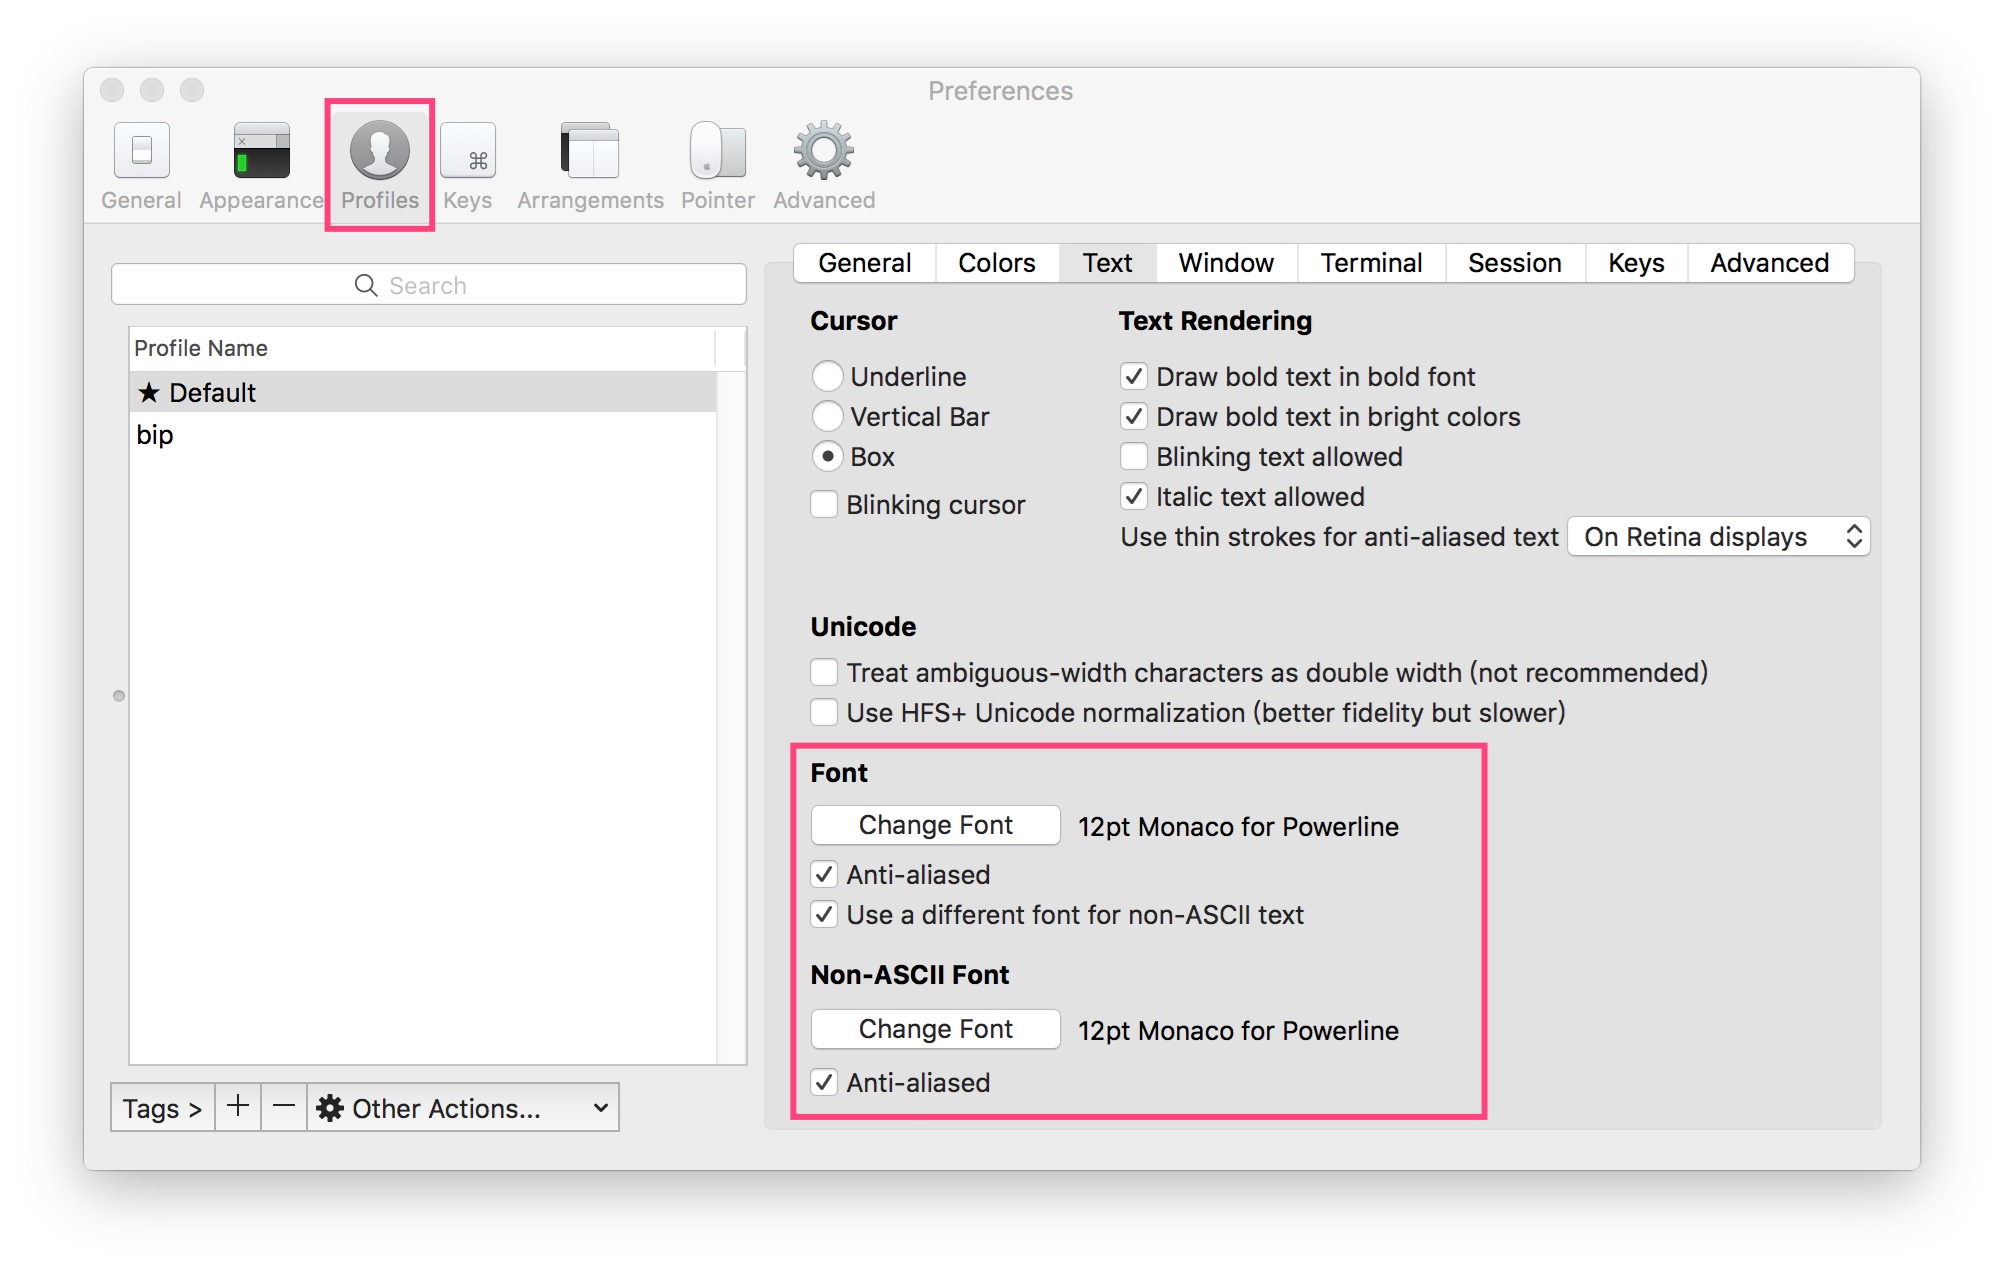 Preferences
General Appearance Profiles Keys Arrangements Pointer Advanced
Search
Profile Name
★ Default
bip
Tags > + − Other Actions...
General Colors Text Window Terminal Session Keys Advanced
Cursor
Underline
Vertical Bar
Box
Blinking cursor
Text Rendering
Draw bold text in bold font
Draw bold text in bright colors
Blinking text allowed
Italic text allowed
Use thin strokes for anti-aliased text On Retina displays
Unicode
Treat ambiguous-width characters as double width (not recommended)
Use HFS+ Unicode normalization (better fidelity but slower)
Font
Change Font 12pt Monaco for Powerline
Anti-aliased
Use a different font for non-ASCII text
Non-ASCII Font
Change Font 12pt Monaco for Powerline
Anti-aliased